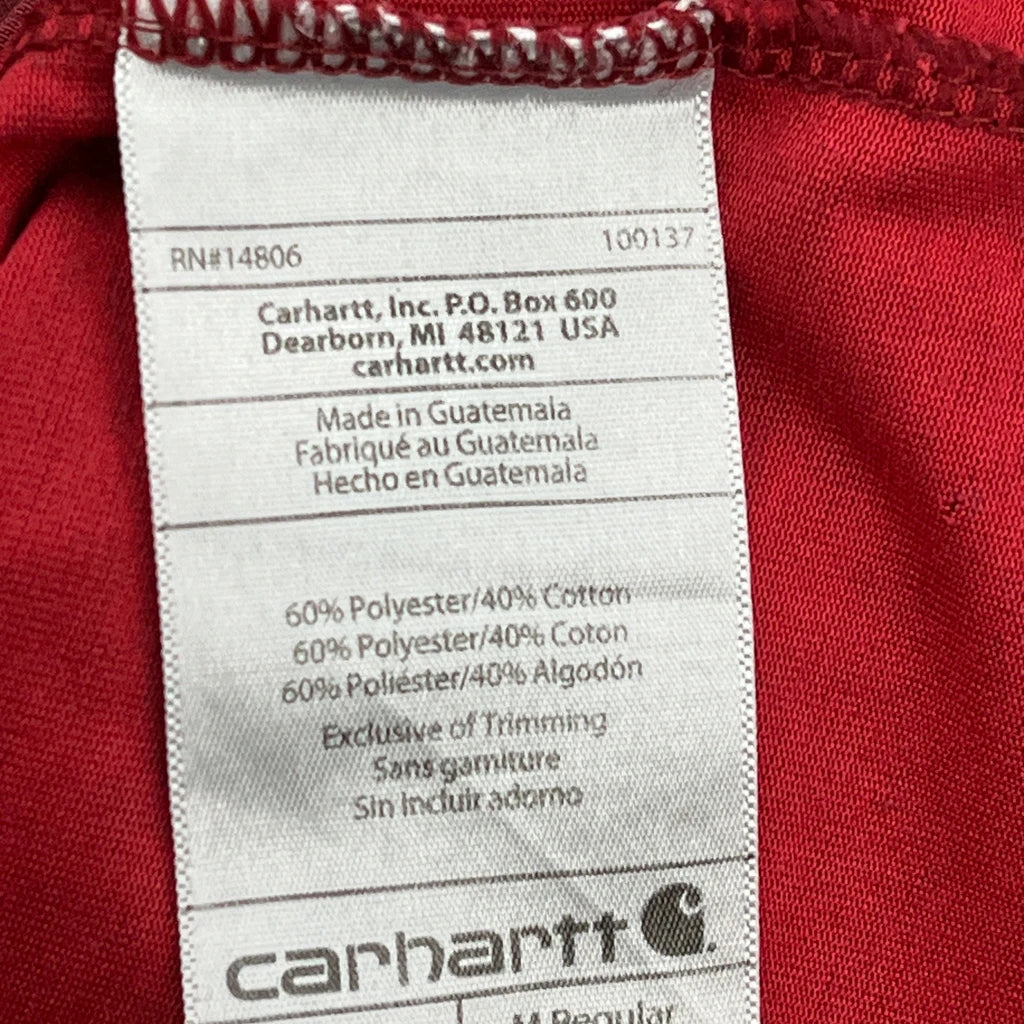 RN#14806 100137
Carhartt, Inc. P.O. Box 600
Dearborn, MI 48121 USA
carhartt.com
Made in Guatemala
Fabriqué au Guatemala
Hecho en Guatemala
60% Polyester/40% Cotton
60% Polyester/40% Coton
60% Poliéster/40% Algodón
Exclusive of Trimming
Sans garniture
Sin Incluir adorno
carhartt
M Regular